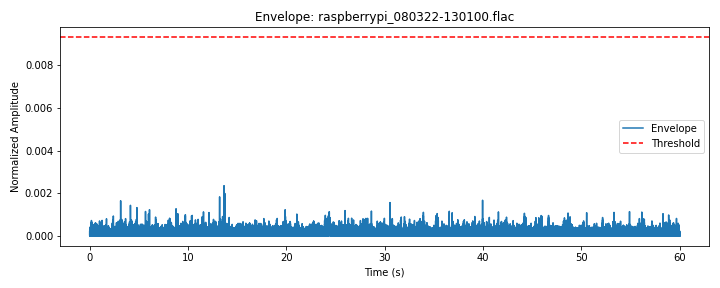 Envelope: raspberrypi_080322-130100.flac
Normalized Amplitude
0.008
0.006
0.004
0.002
0.000
Envelope
Threshold
0
10
20
30
40
50
60
Time (s)